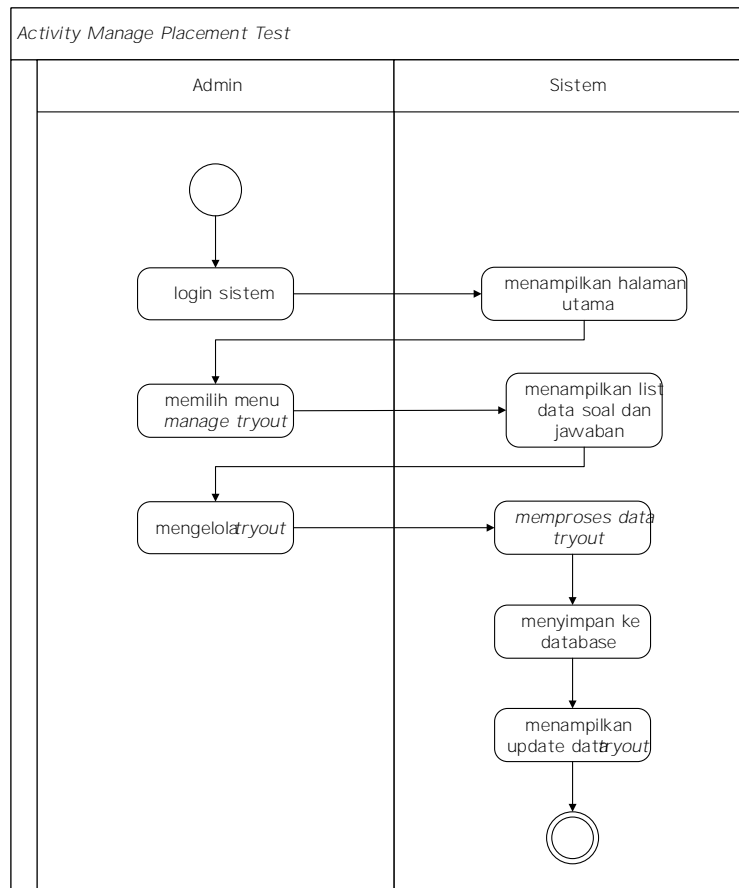 Activity Manage Placement Test
Admin
Sistem
login sistem
menampilkan halaman
utama
memilih menu
manage tryout
menampilkan list
data soal dan
jawaban
mengelola tryout
memproses data
tryout
menyimpan ke
database
menampilkan
update data tryout